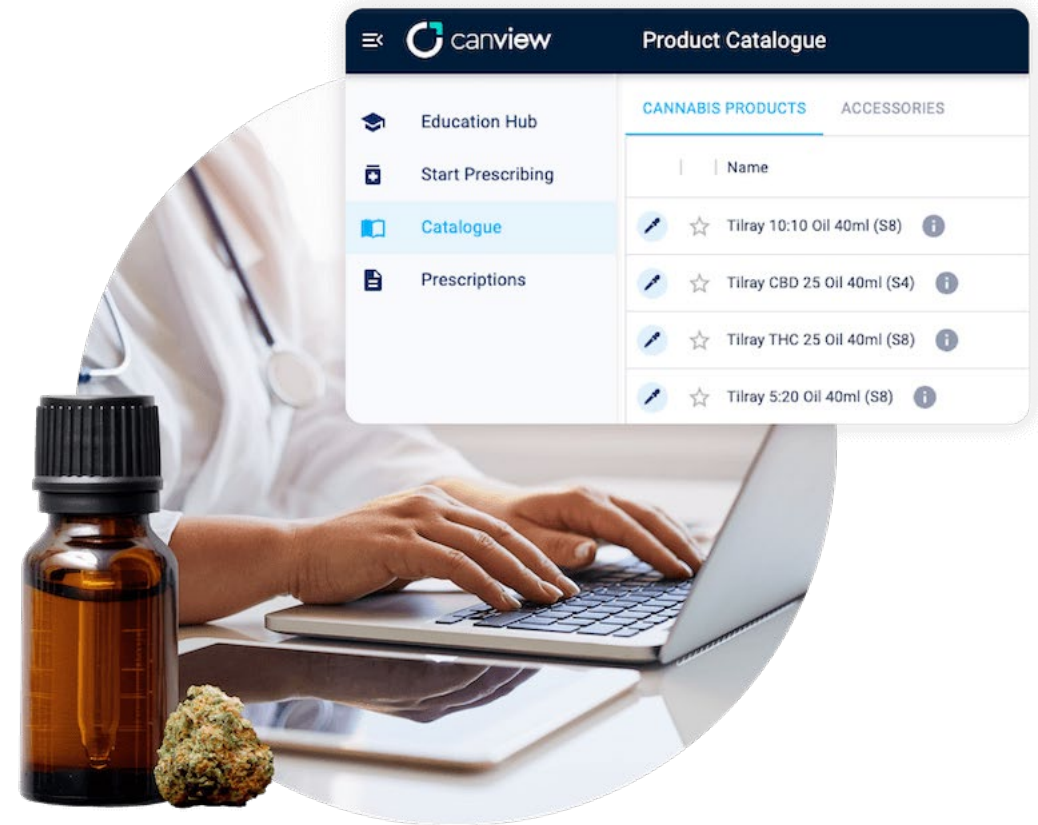 canview
Product Catalogue
Education Hub
Start Prescribing
Catalogue
Prescriptions
CANNABIS PRODUCTS ACCESSORIES
Name
Tilray 10:10 Oil 40ml (S8)
Tilray CBD 25 Oil 40ml (S4)
Tilray THC 25 Oil 40ml (S8)
Tilray 5:20 Oil 40ml (S8)